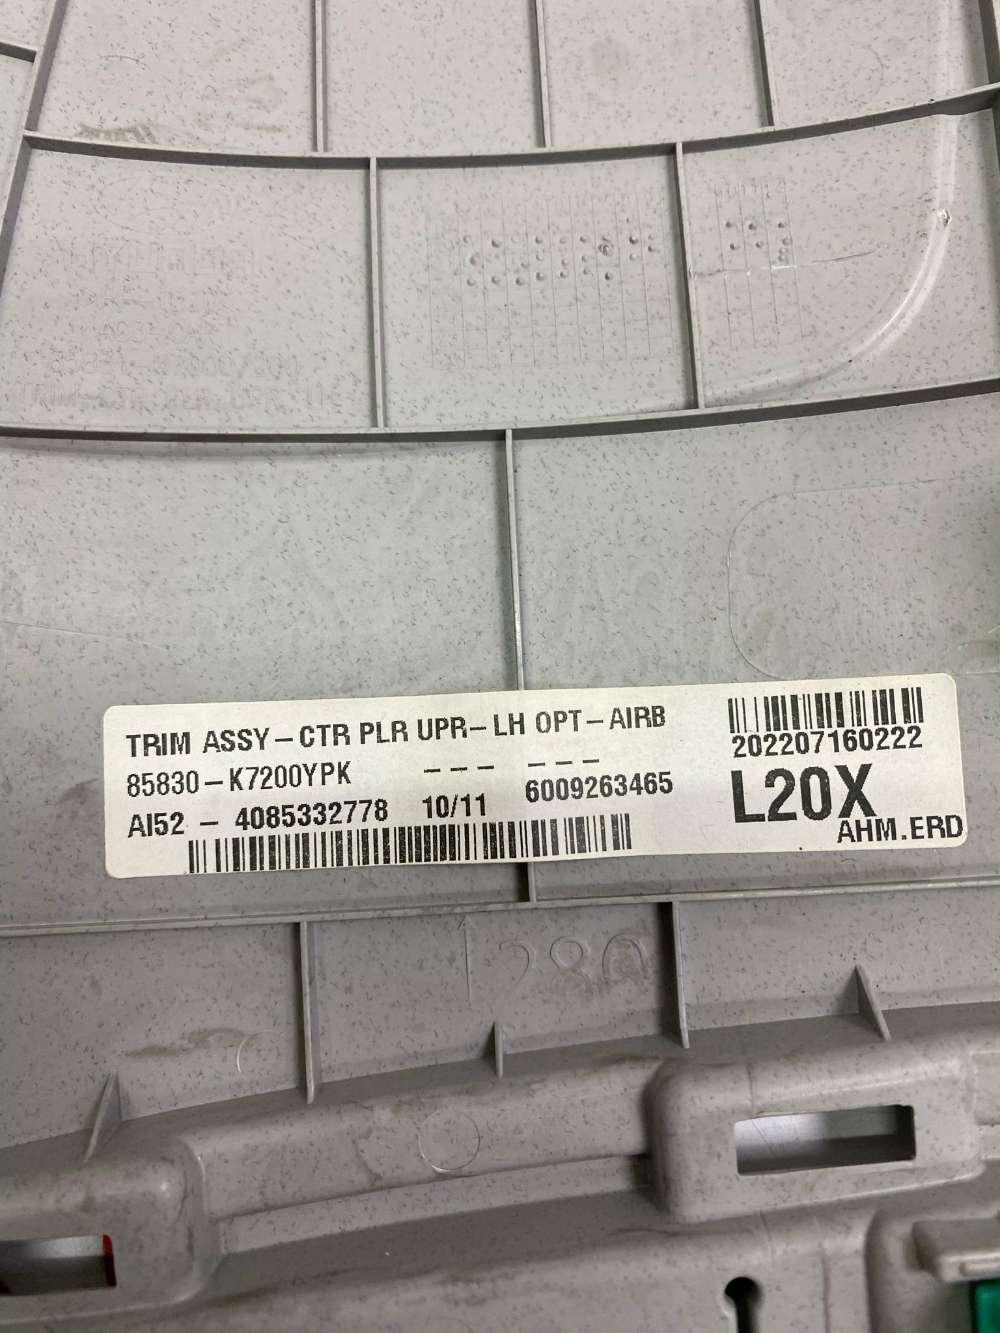 TRIM ASSY-CTR PLR UPR-LH OPT-AIRB
85830-K7200YPK --- ---
AI52 - 4085332778 10/11 6009263465
202207160222
L20X
AHM.ERD